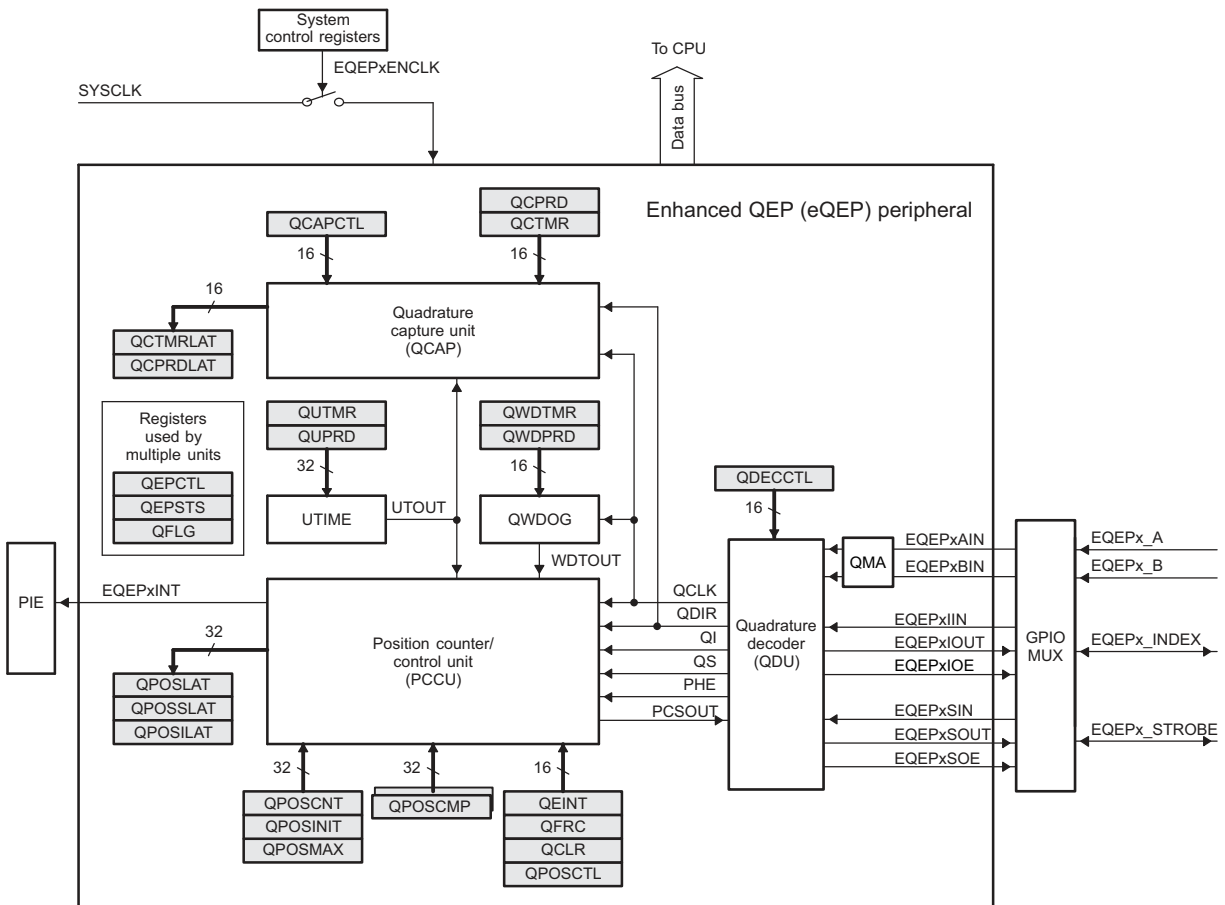 System
control registers
To CPU
EQEPxENCLK
SYSCLK
Data bus
Enhanced QEP (eQEP) peripheral
QCPRD
QCAPCTL
QCTMR
16
16
16
Quadrature
capture unit
(QCAP)
QCTMRLAT
QCPRDLAT
Registers
used by
multiple units
QEPCTL
QEPSTS
QFLG
QUTMR
QUPRD
32
QWDTMR
QWDPRD
16
UTIME
UTOUT
QWDOG
WDTOUT
QDECCTL
16
EQEPxAIN
QMA
EQEPxBIN
EQEPx_A
EQEPx_B
PIE
EQEPxINT
QCLK
QDIR
QI
QS
PHE
PCSOUT
Position counter/
control unit
(PCCU)
Quadrature
decoder
(QDU)
EQEPxIIN
EQEPxIOUT
EQEPxIOE
EQEPxSIN
EQEPxSOUT
EQEPxSOE
GPIO
MUX
EQEPx_INDEX
EQEPx_STROBE
32
QPOSLAT
QPOSSLAT
QPOSILAT
32
32
16
QPOSCNT
QPOSINIT
QPOSMAX
QPOSCMP
QEINT
QFRC
QCLR
QPOSCTL